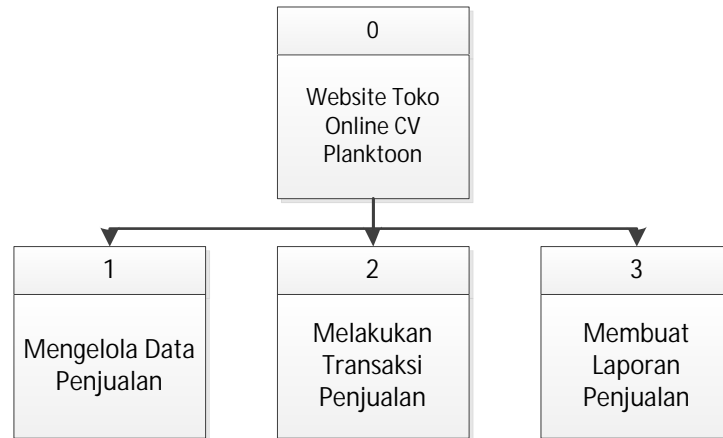 0
Website Toko
Online CV
Planktoon
1
Mengelola Data
Penjualan
2
Melakukan
Transaksi
Penjualan
3
Membuat
Laporan
Penjualan